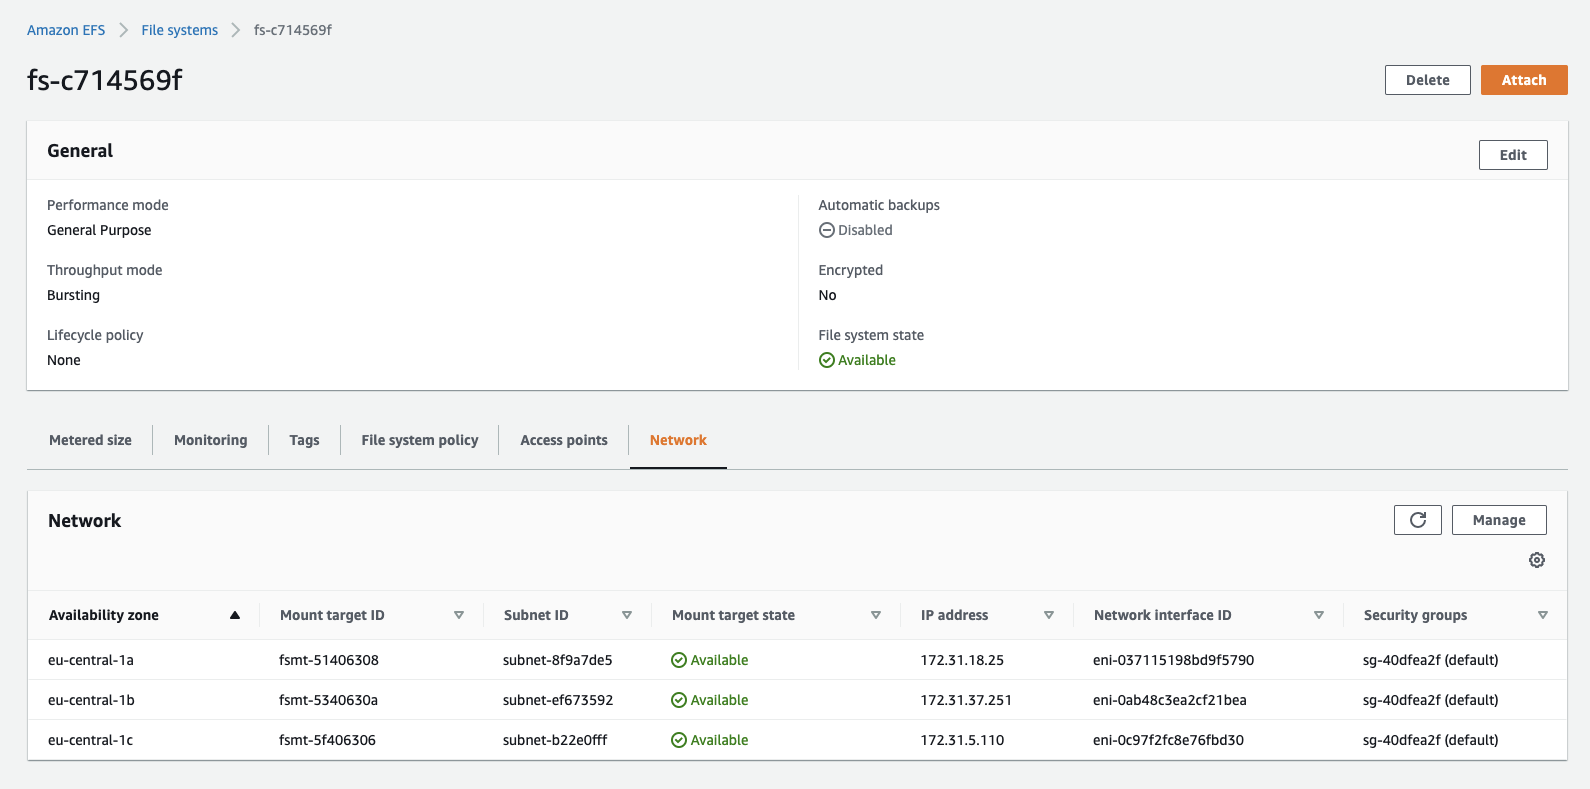 Amazon EFS File systems fs-c714569f
fs-c714569f
Delete Attach
General
Edit
Performance mode
General Purpose
Throughput mode
Bursting
Lifecycle policy
None
Automatic backups
Disabled
Encrypted
No
File system state
Available
Metered size Monitoring Tags File system policy Access points Network
Network
Manage
Availability zone Mount target ID Subnet ID Mount target state IP address Network interface ID Security groups
eu-central-1a fsmt-51406308 subnet-8f9a7de5 Available 172.31.18.25 eni-037115198bd9f5790 sg-40dfea2f (default)
eu-central-1b fsmt-5340630a subnet-ef673592 Available 172.31.37.251 eni-0ab48c3ea2cf21bea sg-40dfea2f (default)
eu-central-1c fsmt-5f406306 subnet-b22e0fff Available 172.31.5.110 eni-0c97f2fc8e76fbd30 sg-40dfea2f (default)